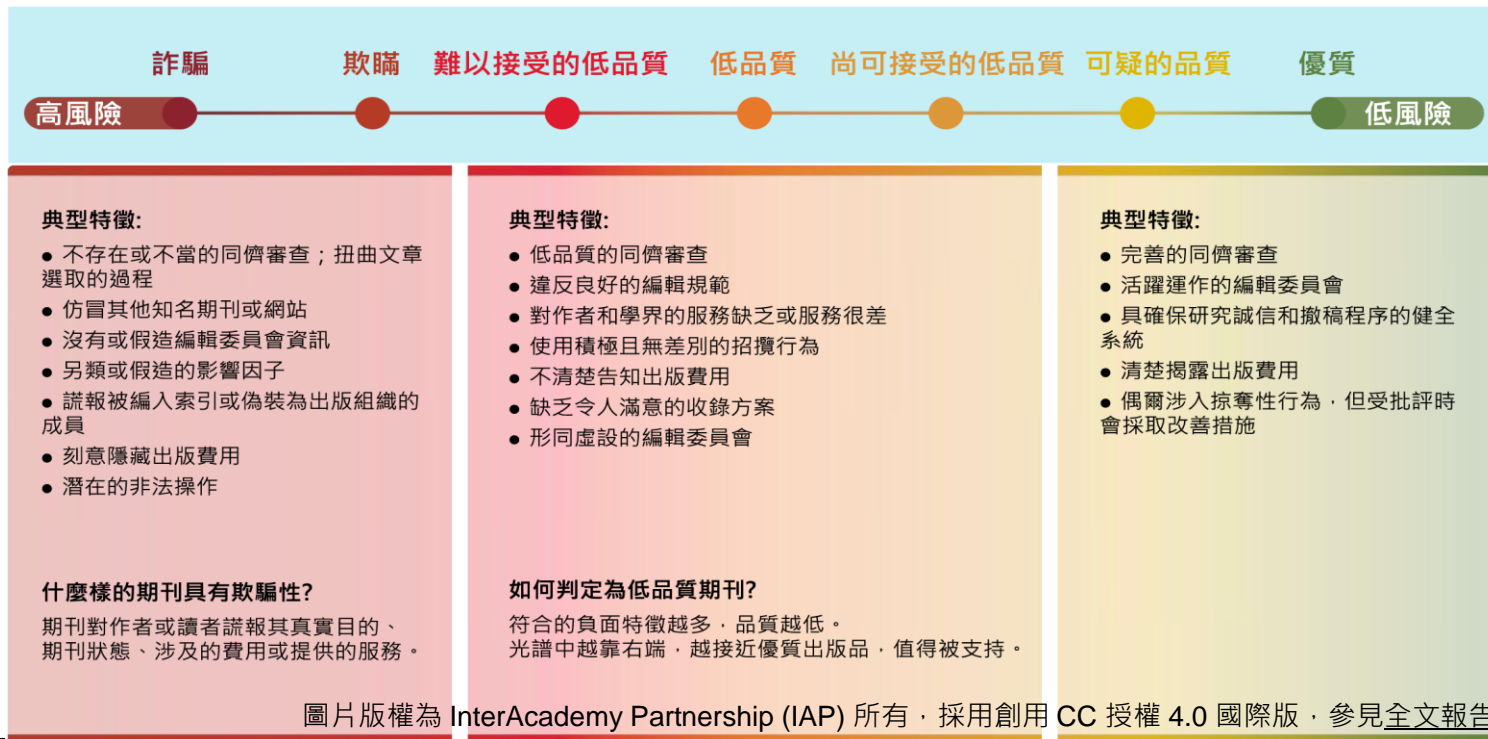 詐騙 欺瞞 難以接受的低品質 低品質 尚可接受的低品質 可疑的品質 優質
高風險 低風險
典型特徵:
● 不存在或不當的同儕審查；扭曲文章
選取的過程
● 仿冒其他知名期刊或網站
● 沒有或假造編輯委員會資訊
● 另類或假造的影響因子
● 謊報被編入索引或偽裝為出版組織的
成員
● 刻意隱藏出版費用
● 潛在的非法操作
什麼樣的期刊具有欺騙性?
期刊對作者或讀者謊報其真實目的、
期刊狀態、涉及的費用或提供的服務。
典型特徵:
● 低品質的同儕審查
● 違反良好的編輯規範
● 對作者和學界的服務缺乏或服務很差
● 使用積極且無差別的招攬行為
● 不清楚告知出版費用
● 缺乏令人滿意的收錄方案
● 形同虛設的編輯委員會
如何判定為低品質期刊?
符合的負面特徵越多，品質越低。
光譜中越靠右端，越接近優質出版品，值得被支持。
典型特徵:
● 完善的同儕審查
● 活躍運作的編輯委員會
● 具確保研究誠信和撤稿程序的健全
系統
● 清楚揭露出版費用
● 偶爾涉入掠奪性行為，但受批評時
會採取改善措施
圖片版權為 InterAcademy Partnership (IAP) 所有，採用創用 CC 授權 4.0 國際版，參見全文報告